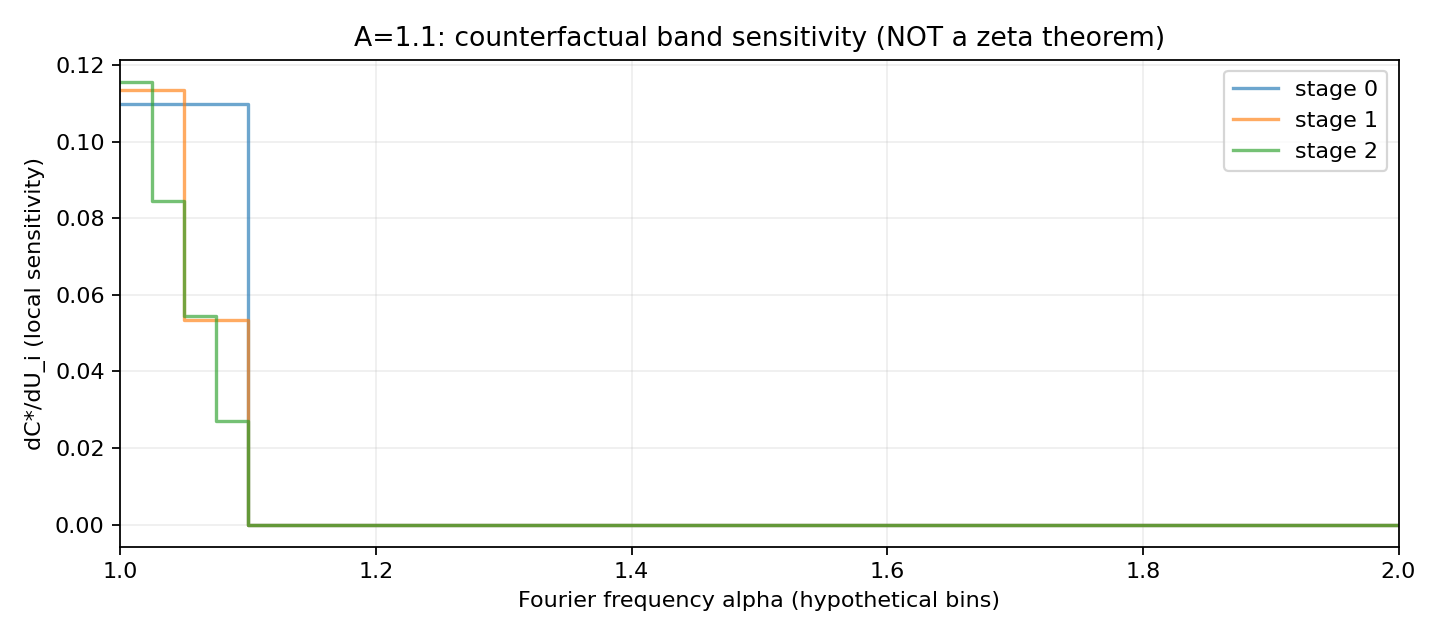 A=1.1: counterfactual band sensitivity (NOT a zeta theorem)
dC*/dU_i (local sensitivity)
0.12
0.10
0.08
0.06
0.04
0.02
0.00
stage 0
stage 1
stage 2
1.0 1.2 1.4 1.6 1.8 2.0
Fourier frequency alpha (hypothetical bins)